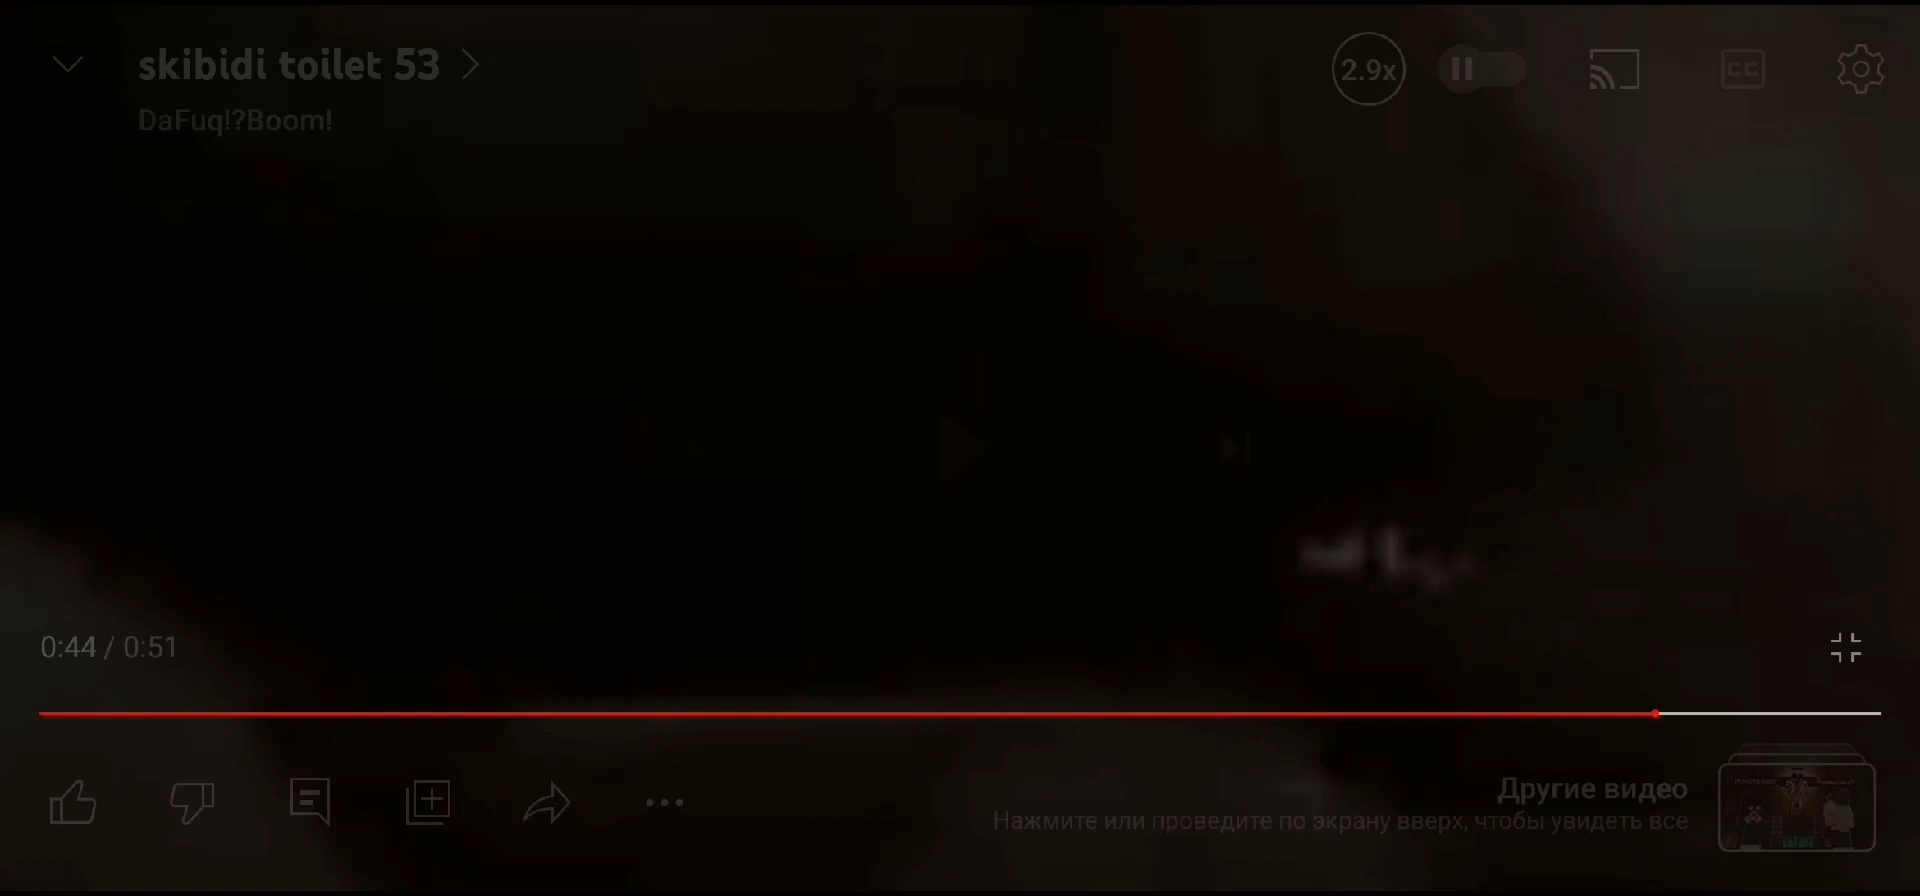 skibidi toilet 53
DaFuq!?Boom!
2.9x
CC
0:44 / 0:51
Другие видео
Нажмите или проведите по экрану вверх, чтобы увидеть все